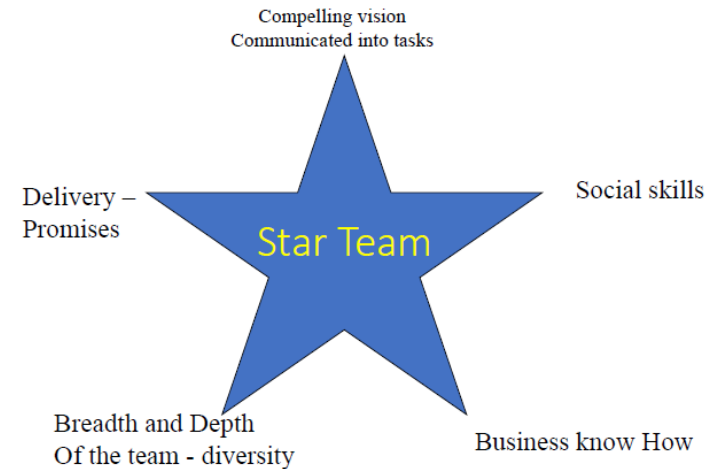 Compelling vision
Communicated into tasks
Delivery –
Promises
Social skills
Star Team
Breadth and Depth
Of the team - diversity
Business know How